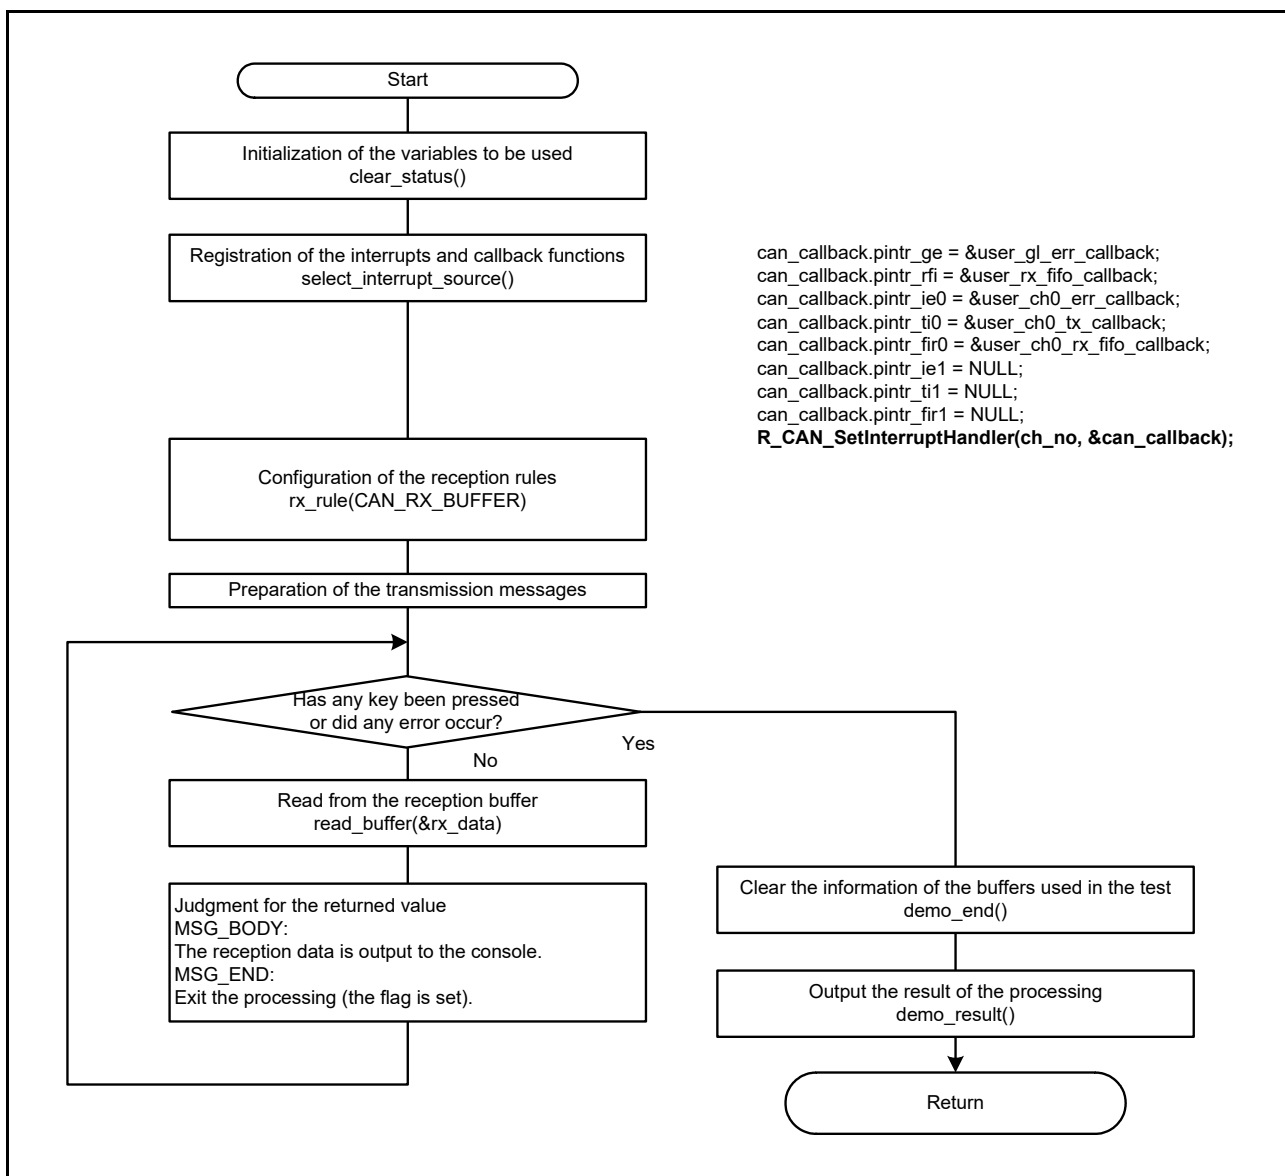 Start
Initialization of the variables to be used
clear_status()
Registration of the interrupts and callback functions
select_interrupt_source()
can_callback.pintr_ge = &user_gl_err_callback;
can_callback.pintr_rfi = &user_rx_fifo_callback;
can_callback.pintr_ie0 = &user_ch0_err_callback;
can_callback.pintr_ti0 = &user_ch0_tx_callback;
can_callback.pintr_fir0 = &user_ch0_rx_fifo_callback;
can_callback.pintr_ie1 = NULL;
can_callback.pintr_ti1 = NULL;
can_callback.pintr_fir1 = NULL;
R_CAN_SetInterruptHandler(ch_no, &can_callback);
Configuration of the reception rules
rx_rule(CAN_RX_BUFFER)
Preparation of the transmission messages
Has any key been pressed
or did any error occur?
Yes
No
Read from the reception buffer
read_buffer(&rx_data)
Judgment for the returned value
MSG_BODY:
The reception data is output to the console.
MSG_END:
Exit the processing (the flag is set).
Clear the information of the buffers used in the test
demo_end()
Output the result of the processing
demo_result()
Return